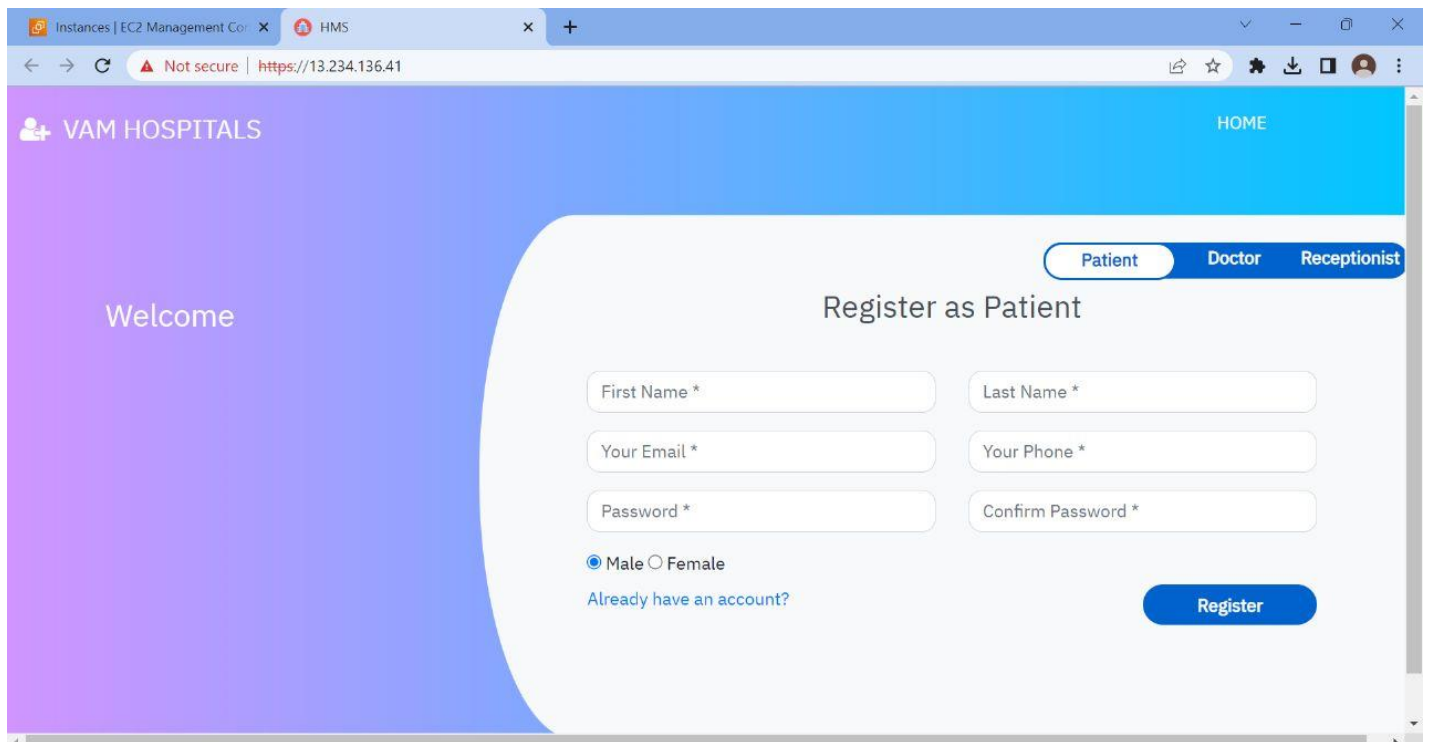 Instances | EC2 Management Con
HMS
Not secure | https://13.234.136.41
VAM HOSPITALS
HOME
Patient
Doctor
Receptionist
Welcome
Register as Patient
First Name *
Last Name *
Your Email *
Your Phone *
Password *
Confirm Password *
Male
Female
Already have an account?
Register